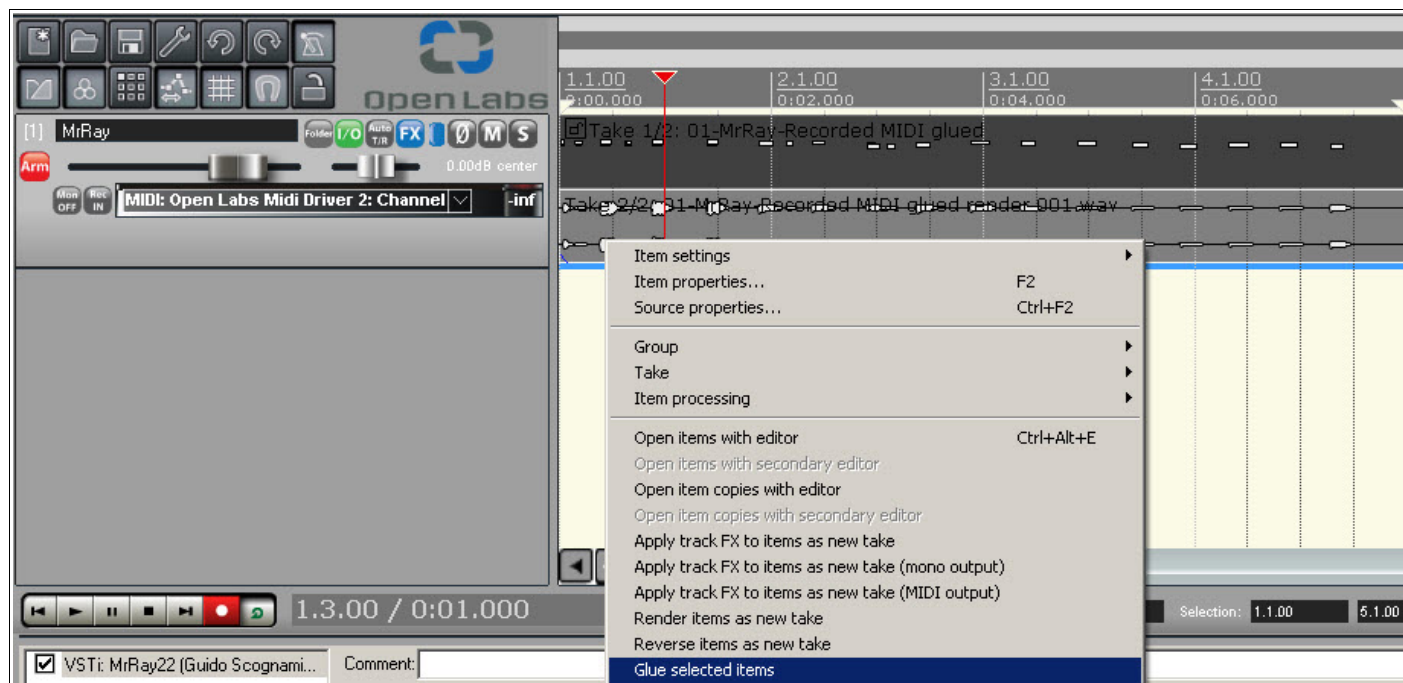 Open Labs
1.1.00 2.1.00 3.1.00 4.1.00
0:00.000 0:02.000 0:04.000 0:06.000
[1] MrRay Folder I/O Auto T/R FX Ø M S
Arm 0.00dB center
Mon OFF Rec IN MIDI: Open Labs Midi Driver 2: Channel -inf
Take 1/2: 01-MrRay-Recorded MIDI glued
Take 2/2: 01-MrRay-Recorded MIDI glued render 001.wav
Item settings
Item properties... F2
Source properties... Ctrl+F2
Group
Take
Item processing
Open items with editor Ctrl+Alt+E
Open items with secondary editor
Open item copies with editor
Open item copies with secondary editor
Apply track FX to items as new take
Apply track FX to items as new take (mono output)
Apply track FX to items as new take (MIDI output)
Render items as new take
Reverse items as new take
Glue selected items
1.3.00 / 0:01.000
Selection: 1.1.00 5.1.00
VSTi: MrRay22 (Guido Scognami... Comment: